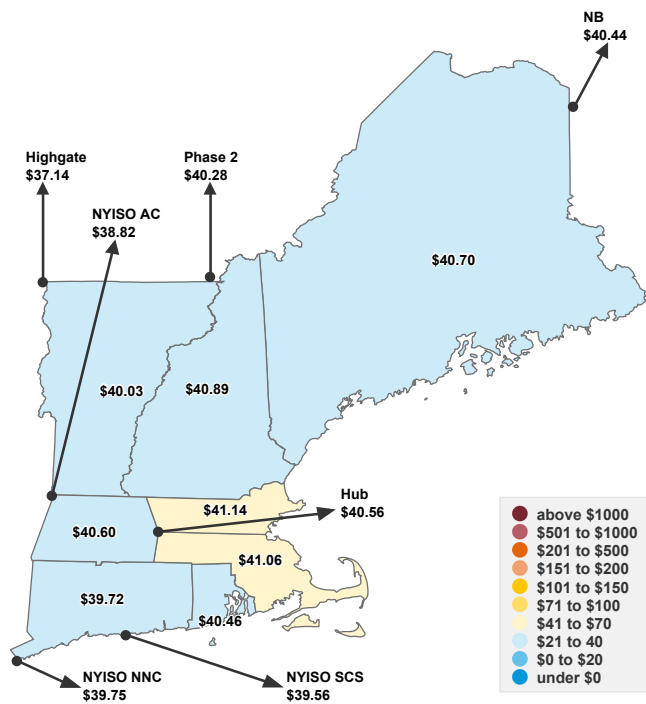 NB
$40.44
Highgate
$37.14
Phase 2
$40.28
NYISO AC
$38.82
$40.70
$40.03
$40.89
Hub
$40.56
$41.14
$40.60
$41.06
$39.72
$40.46
NYISO NNC
$39.75
NYISO SCS
$39.56
above $1000
$501 to $1000
$201 to $500
$151 to $200
$101 to $150
$71 to $100
$41 to $70
$21 to 40
$0 to $20
under $0